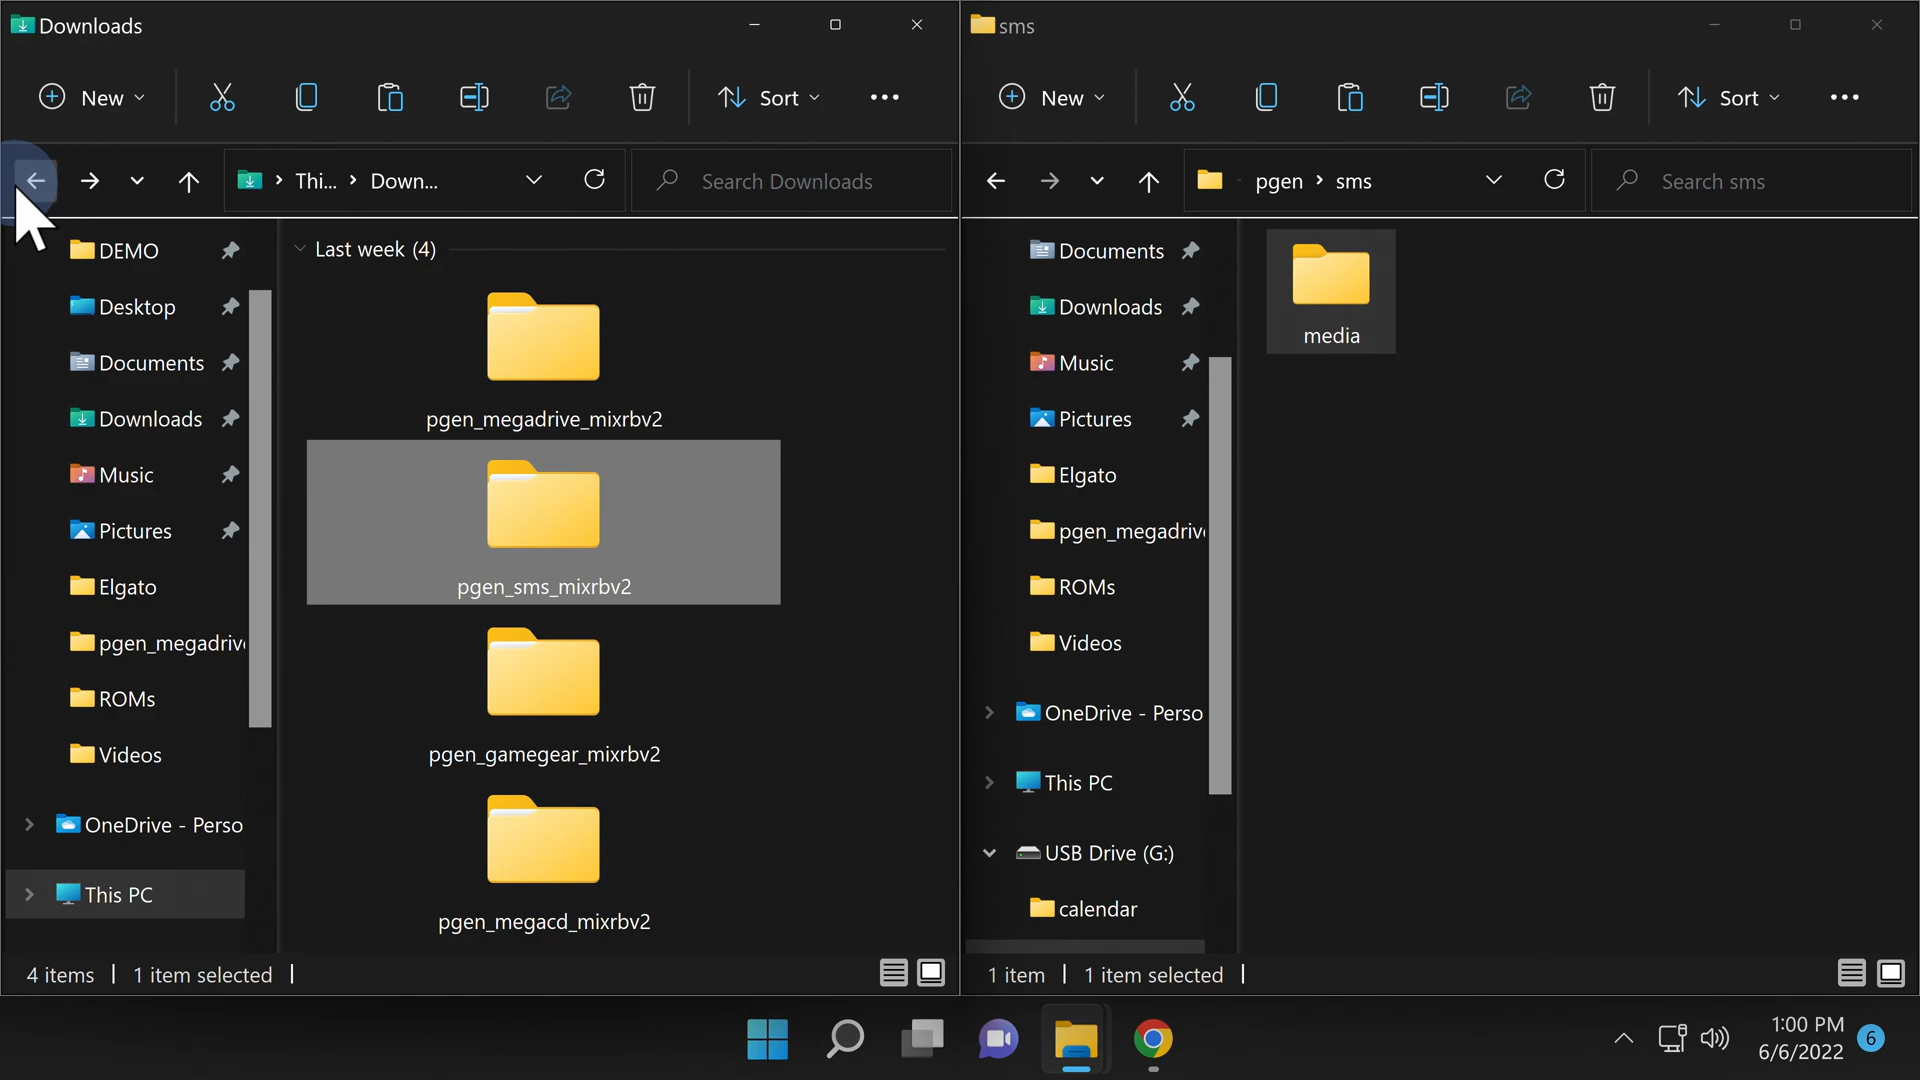 Downloads
New
Sort
Thi... Down...
Search Downloads
DEMO
Desktop
Documents
Downloads
Music
Pictures
Elgato
pgen_megadriv
ROMs
Videos
OneDrive - Perso
This PC
Last week (4)
pgen_megadrive_mixrbv2
pgen_sms_mixrbv2
pgen_gamegear_mixrbv2
pgen_megacd_mixrbv2
4 items
1 item selected
sms
New
Sort
pgen sms
Search sms
Documents
Downloads
Music
Pictures
Elgato
pgen_megadriv
ROMs
Videos
OneDrive - Perso
This PC
USB Drive (G:)
calendar
media
1 item
1 item selected
1:00 PM
6/6/2022
6